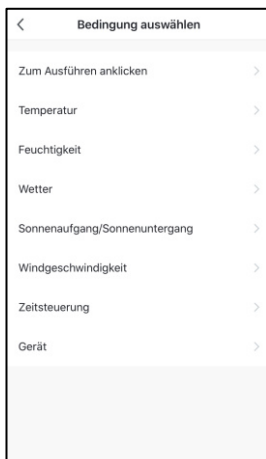 Bedingung auswählen
Zum Ausführen anklicken
Temperatur
Feuchtigkeit
Wetter
Sonnenaufgang/Sonnenuntergang
Windgeschwindigkeit
Zeitsteuerung
Gerät